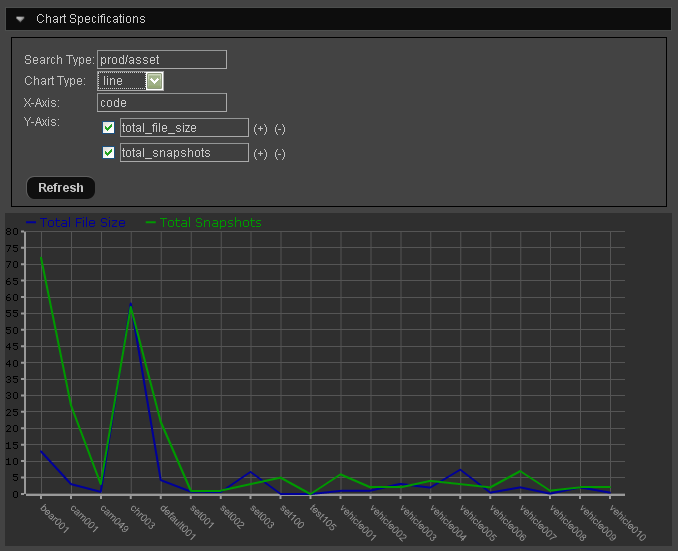 Chart Specifications
Search Type: prod/asset
Chart Type: line
X-Axis: code
Y-Axis:
total_file_size (+) (-)
total_snapshots (+) (-)
Refresh
Total File Size Total Snapshots
80
75
70
65
60
55
50
45
40
35
30
25
20
15
10
5
0
bear001 cam001 cam049 chr003 default001 set001 set002 set003 set100 test105 vehicle001 vehicle002 vehicle003 vehicle004 vehicle005 vehicle006 vehicle007 vehicle008 vehicle009 vehicle010